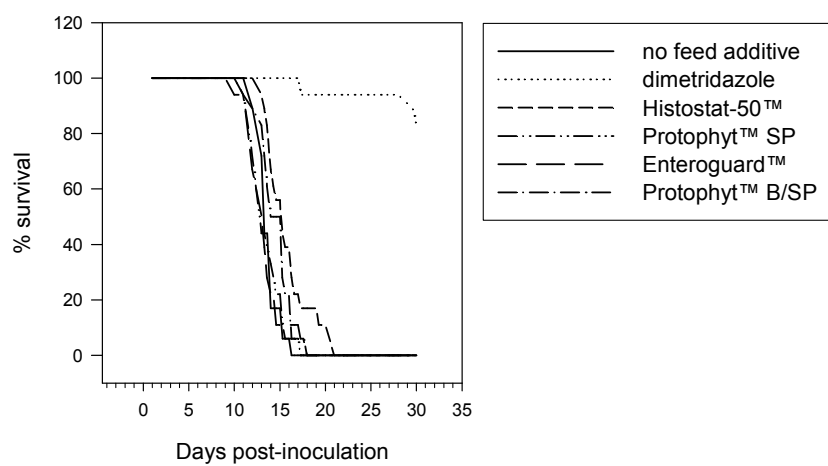 120
100
80
60
40
20
0
% survival
0 5 10 15 20 25 30 35
Days post-inoculation
no feed additive
dimetridazole
Histostat-50™
Protophyt™ SP
Enteroguard™
Protophyt™ B/SP